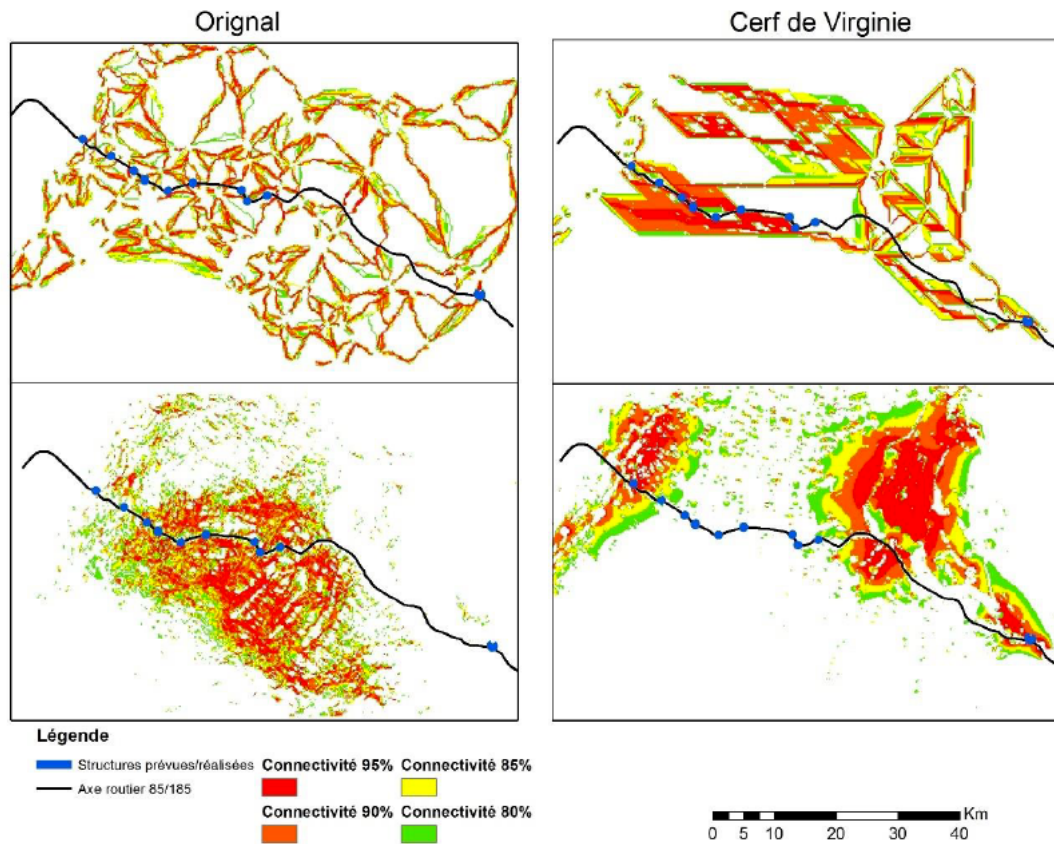 Orignal
Cerf de Virginie
Légende
Structures prévues/réalisées
Axe routier 85/185
Connectivité 95%
Connectivité 85%
Connectivité 90%
Connectivité 80%
Km
0 5 10 20 30 40